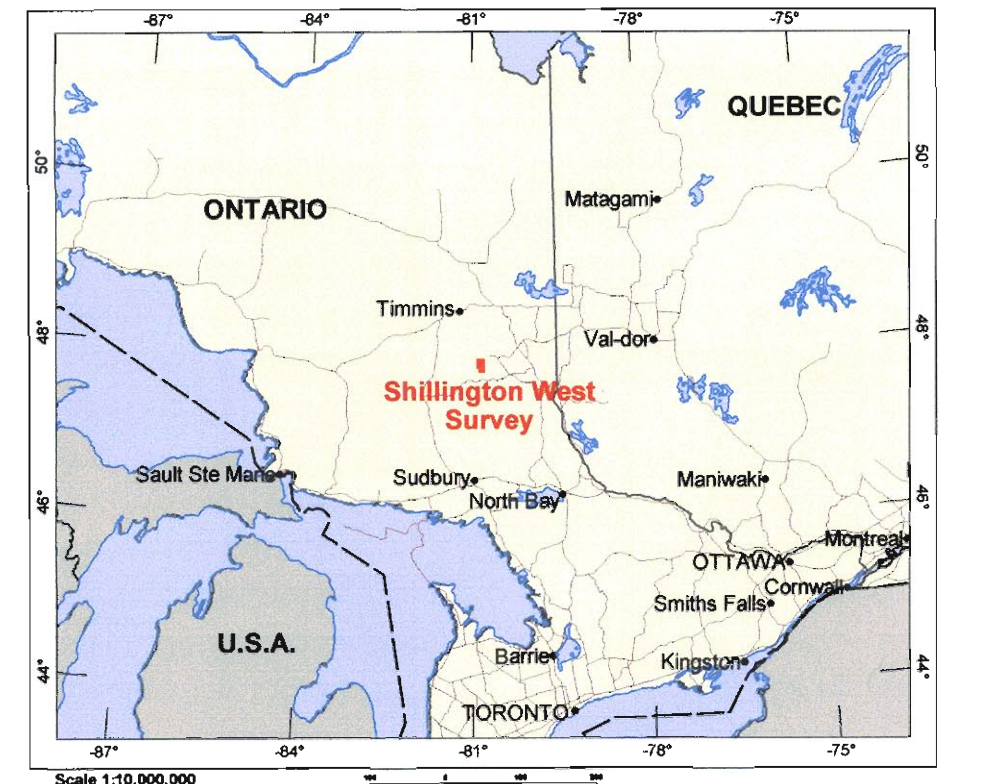 -87° -84° -81° -78° -75°
QUEBEC
50° 50°
Matagami
ONTARIO
Timmins
48° 48°
Val-dor
Shillington West
Survey
Sault Ste Marie
Sudbury
Maniwaki
North Bay
46° 46°
Montreal
OTTAWA
Cornwall
Smiths Falls
U.S.A.
Barrie
Kingston
44° 44°
TORONTO
-87° -84° -81° -78° -75°
Scale 1:10,000,000